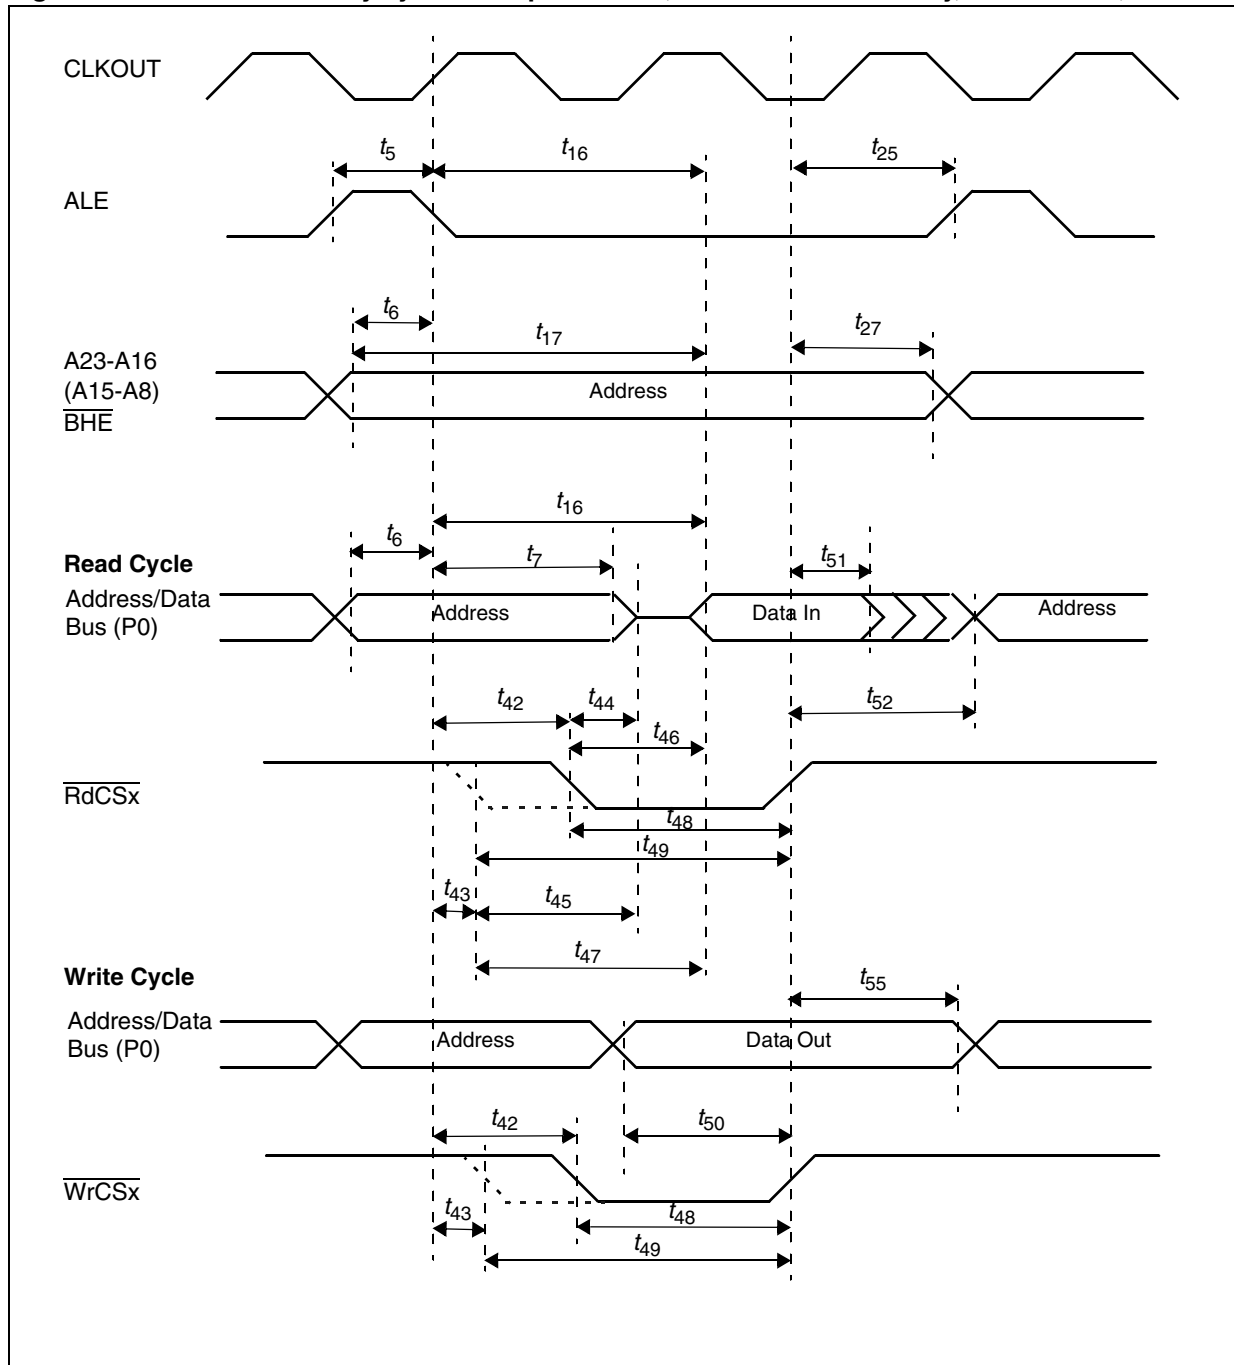 CLKOUT
t5
t16
t25
ALE
t6
t17
t27
A23-A16
(A15-A8)
BHE
Address
t16
t6
t7
t51
Read Cycle
Address/Data
Bus (P0)
Address
Data In
Address
t42
t44
t52
t46
RdCSx
t48
t49
t43
t45
t47
Write Cycle
t55
Address/Data
Bus (P0)
Address
Data Out
t42
t50
WrCSx
t43
t48
t49